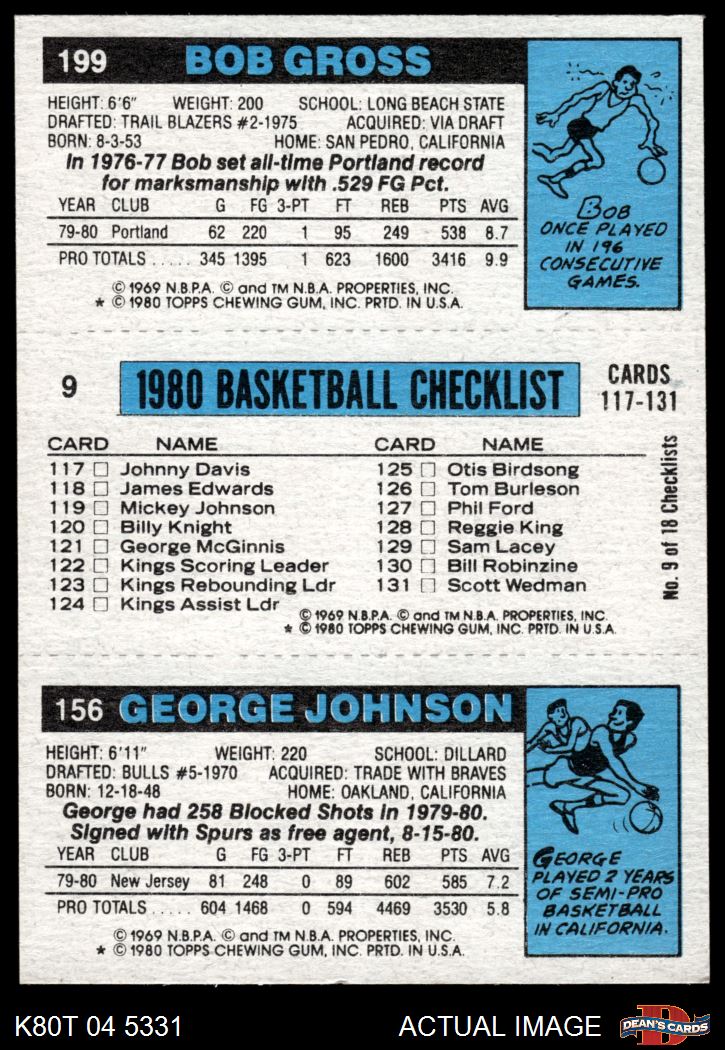 199 BOB GROSS
HEIGHT: 6'6" WEIGHT: 200 SCHOOL: LONG BEACH STATE
DRAFTED: TRAIL BLAZERS #2-1975 ACQUIRED: VIA DRAFT
BORN: 8-3-53 HOME: SAN PEDRO, CALIFORNIA
In 1976-77 Bob set all-time Portland record
for marksmanship with .529 FG Pct.
YEAR CLUB G FG 3-PT FT REB PTS AVG
79-80 Portland 62 220 1 95 249 538 8.7
PRO TOTALS ..... 345 1395 1 623 1600 3416 9.9
© 1969 N.B.P.A. © and TM N.B.A. PROPERTIES, INC.
* © 1980 TOPPS CHEWING GUM, INC. PRTD. IN U.S.A.
BOB
ONCE PLAYED
IN 196
CONSECUTIVE
GAMES.
9 1980 BASKETBALL CHECKLIST CARDS
117-131
CARD NAME CARD NAME
117 □ Johnny Davis 125 □ Otis Birdsong
118 □ James Edwards 126 □ Tom Burleson
119 □ Mickey Johnson 127 □ Phil Ford
120 □ Billy Knight 128 □ Reggie King
121 □ George McGinnis 129 □ Sam Lacey
122 □ Kings Scoring Leader 130 □ Bill Robinzine
123 □ Kings Rebounding Ldr 131 □ Scott Wedman
124 □ Kings Assist Ldr
© 1969 N.B.P.A. © and TM N.B.A. PROPERTIES, INC.
* © 1980 TOPPS CHEWING GUM, INC. PRTD. IN U.S.A.
No. 9 of 18 Checklists
156 GEORGE JOHNSON
HEIGHT: 6'11" WEIGHT: 220 SCHOOL: DILLARD
DRAFTED: BULLS #5-1970 ACQUIRED: TRADE WITH BRAVES
BORN: 12-18-48 HOME: OAKLAND, CALIFORNIA
George had 258 Blocked Shots in 1979-80.
Signed with Spurs as free agent, 8-15-80.
YEAR CLUB G FG 3-PT FT REB PTS AVG
79-80 New Jersey 81 248 0 89 602 585 7.2
PRO TOTALS ..... 604 1468 0 594 4469 3530 5.8
© 1969 N.B.P.A. © and TM N.B.A. PROPERTIES, INC.
* © 1980 TOPPS CHEWING GUM, INC. PRTD. IN U.S.A.
GEORGE
PLAYED 2 YEARS
OF SEMI-PRO
BASKETBALL
IN CALIFORNIA.
K80T 04 5331 ACTUAL IMAGE D DEAN'S CARDS